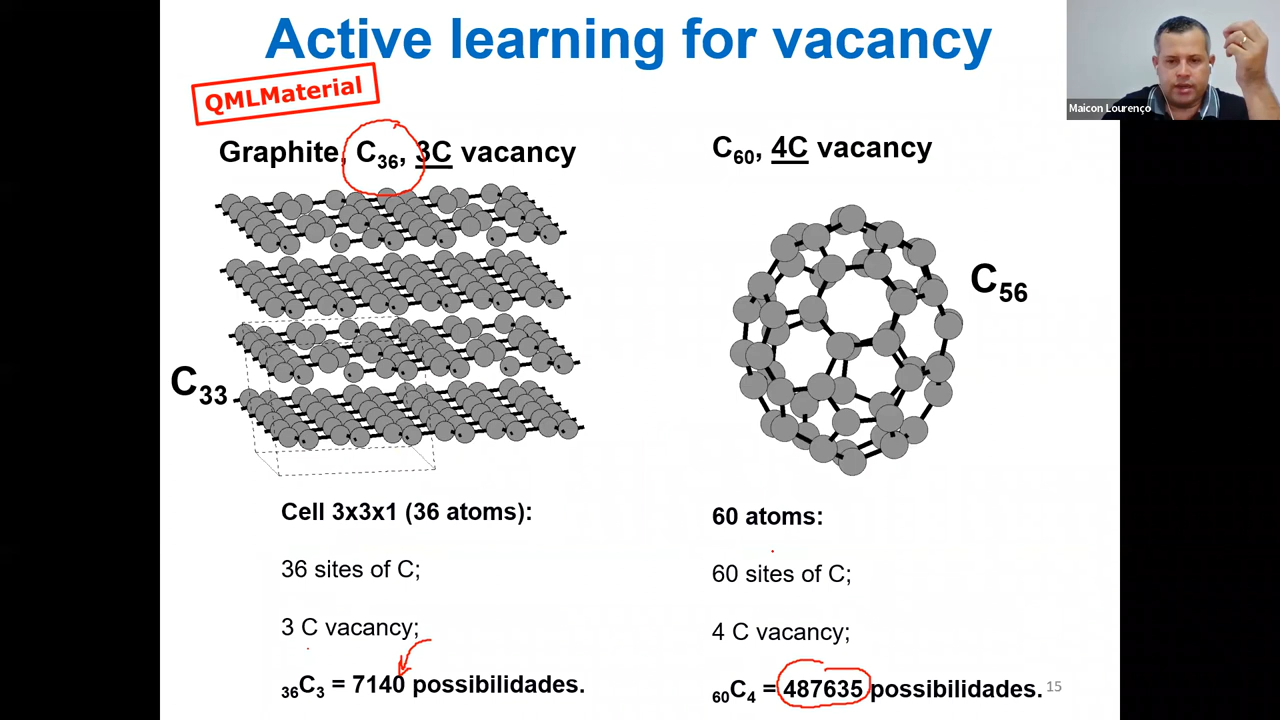 Active learning for vacancy
Maicon Lourenço
QMLMaterial
Graphite, C₃₆, 3C vacancy
C₆₀, 4C vacancy
C₅₆
C₃₃
Cell 3x3x1 (36 atoms):
36 sites of C;
3 C vacancy;
₃₆C₃ = 7140 possibilidades.
60 atoms:
60 sites of C;
4 C vacancy;
₆₀C₄ = 487635 possibilidades.
15